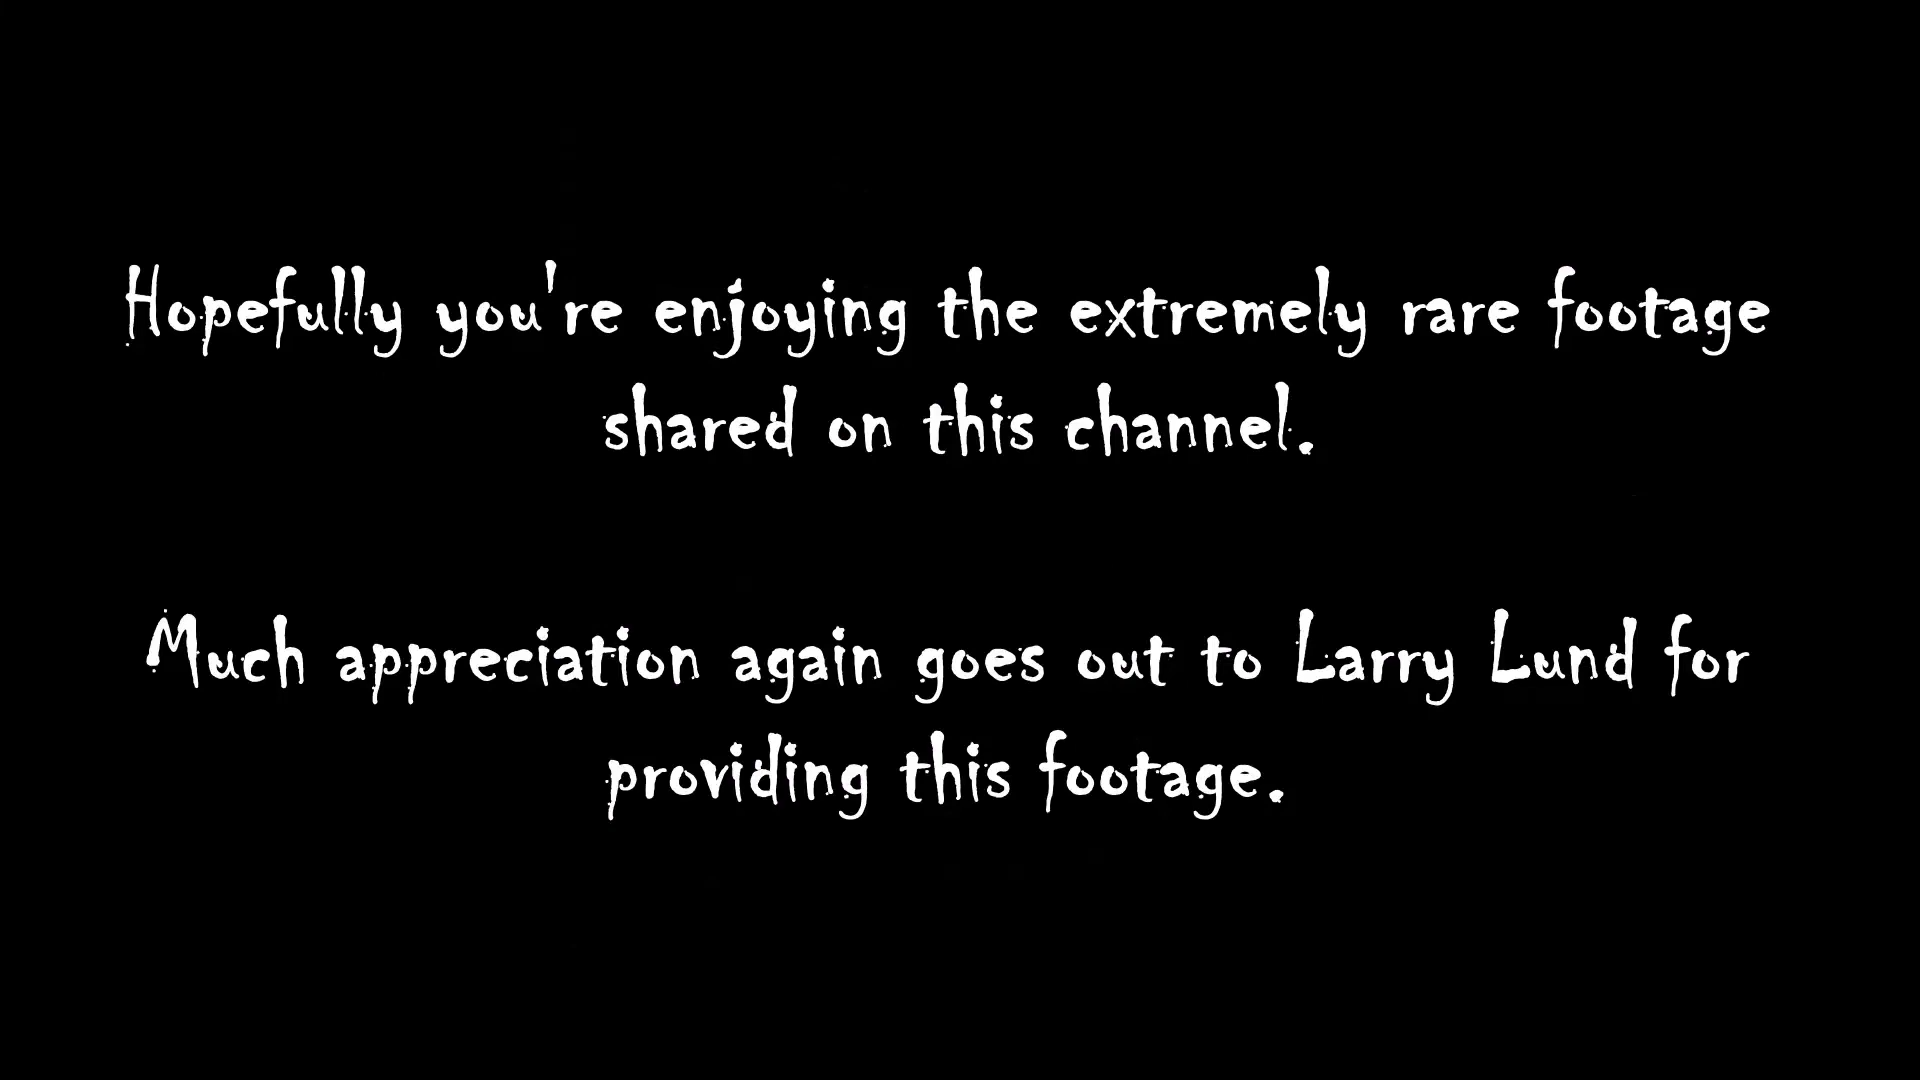 Hopefully you're enjoying the extremely rare footage
shared on this channel.
Much appreciation again goes out to Larry Lund for
providing this footage.